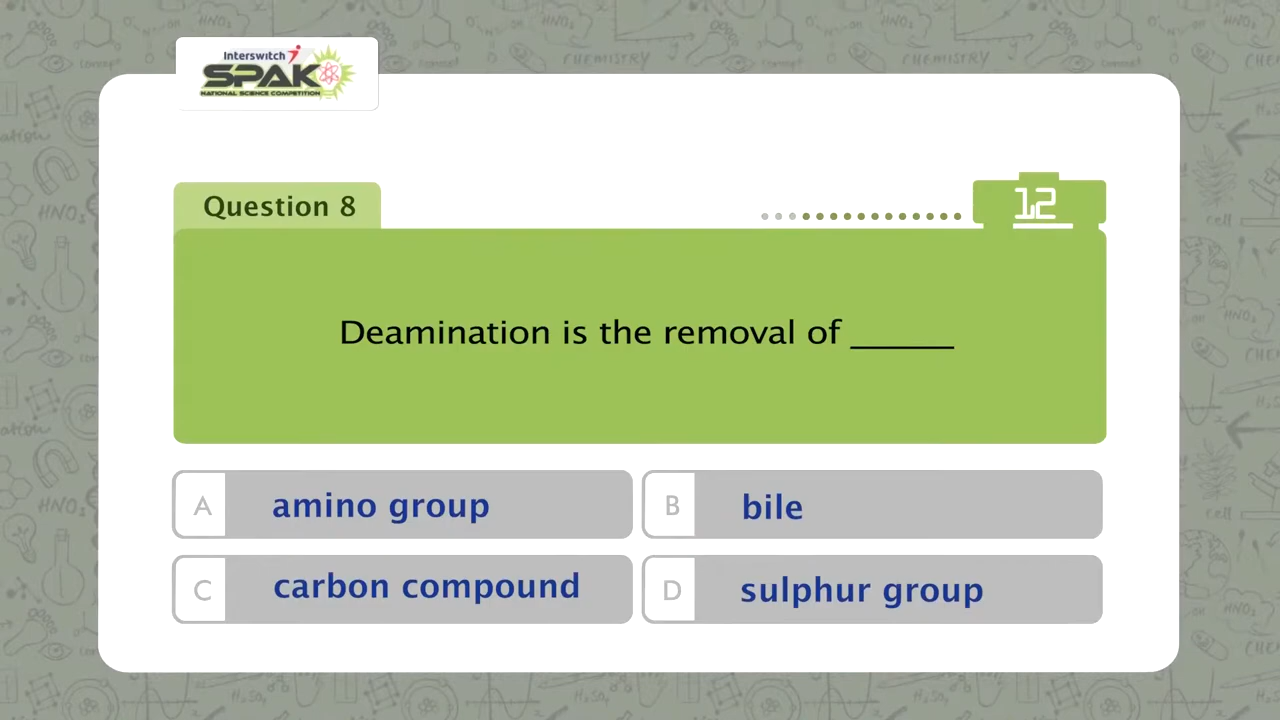 Interswitch
SPAK
NATIONAL SCIENCE COMPETITION
Question 8
12
Deamination is the removal of ______
A amino group
B bile
C carbon compound
D sulphur group